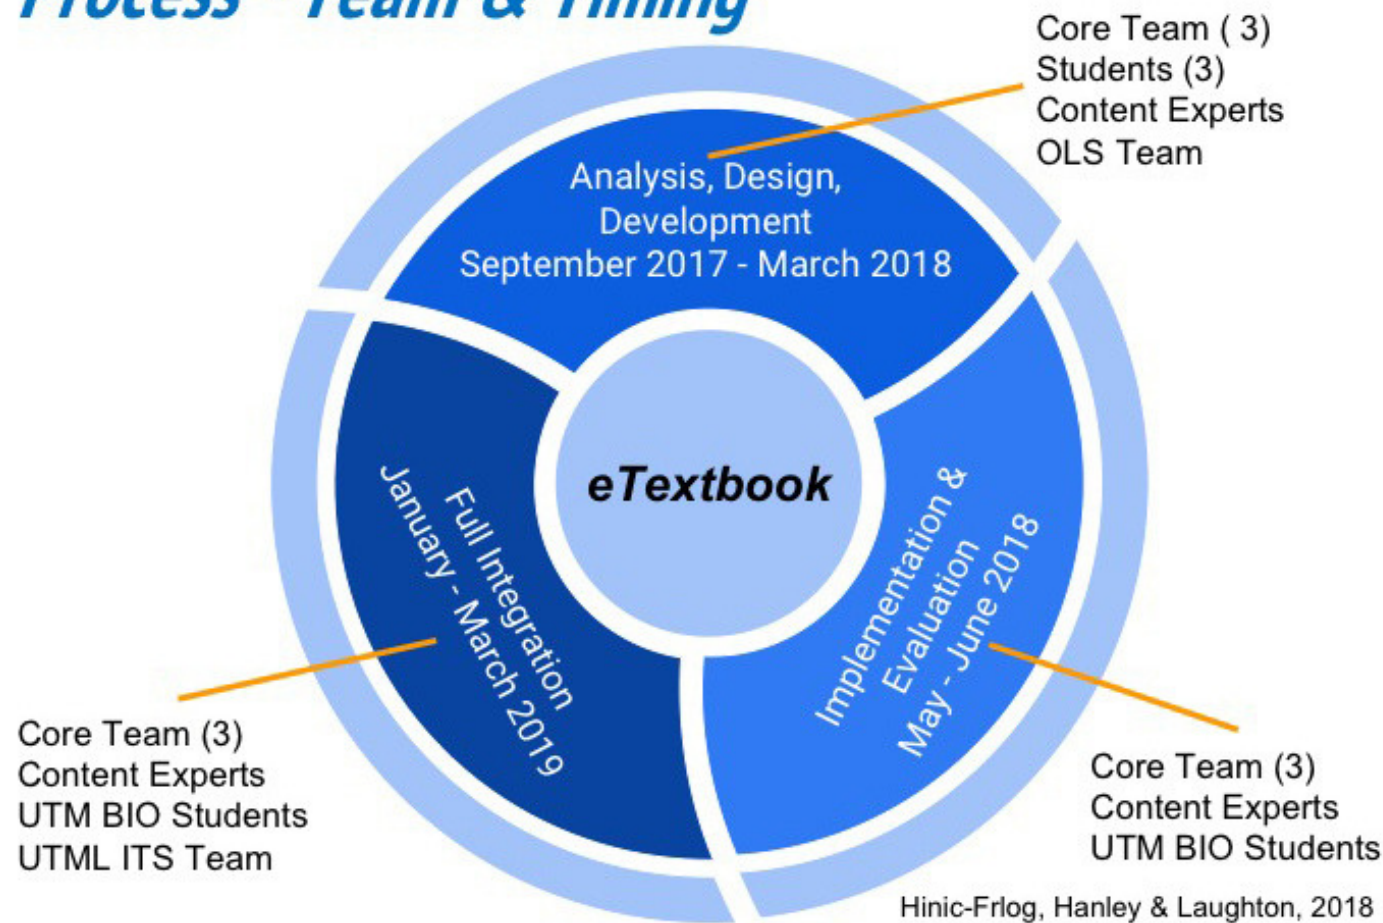 Process - Team & Timing
Core Team ( 3)
Students (3)
Content Experts
OLS Team
Analysis, Design,
Development
September 2017 - March 2018
eTextbook
Implementation &
Evaluation
May - June 2018
Full Integration
January - March 2019
Core Team (3)
Content Experts
UTM BIO Students
UTML ITS Team
Core Team (3)
Content Experts
UTM BIO Students
Hinic-Frlog, Hanley & Laughton, 2018